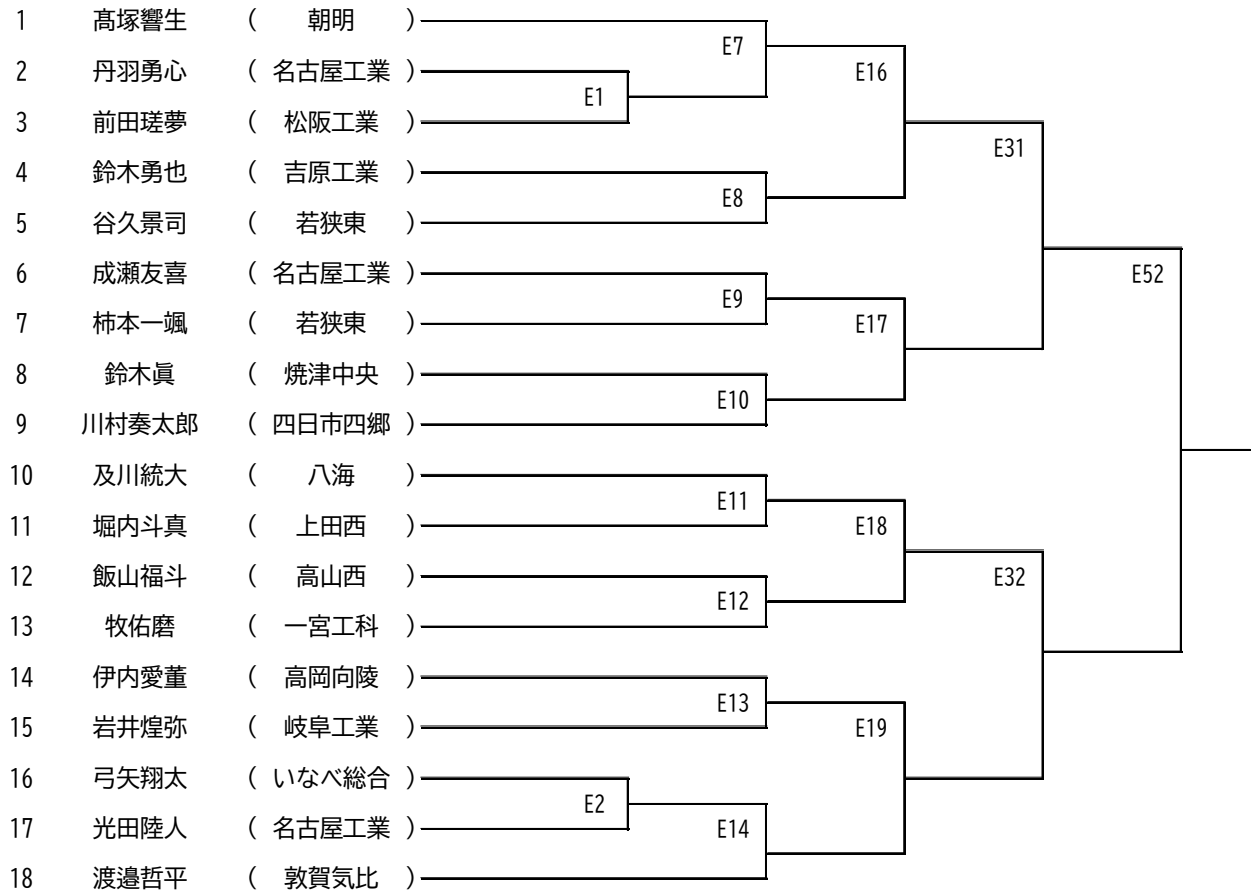 1 髙塚響生 ( 朝明 )
E7
2 丹羽勇心 ( 名古屋工業 )
E16
E1
3 前田瑳夢 ( 松阪工業 )
E31
4 鈴木勇也 ( 吉原工業 )
E8
5 谷久景司 ( 若狭東 )
6 成瀬友喜 ( 名古屋工業 )
E52
E9
7 柿本一颯 ( 若狭東 )
E17
8 鈴木眞 ( 焼津中央 )
E10
9 川村奏太郎 ( 四日市四郷 )
10 及川統大 ( 八海 )
E11
11 堀内斗真 ( 上田西 )
E18
12 飯山福斗 ( 高山西 )
E32
E12
13 牧佑磨 ( 一宮工科 )
14 伊内愛董 ( 高岡向陵 )
E13
15 岩井煌弥 ( 岐阜工業 )
E19
16 弓矢翔太 ( いなべ総合 )
E2
17 光田陸人 ( 名古屋工業 )
E14
18 渡邉哲平 ( 敦賀気比 )